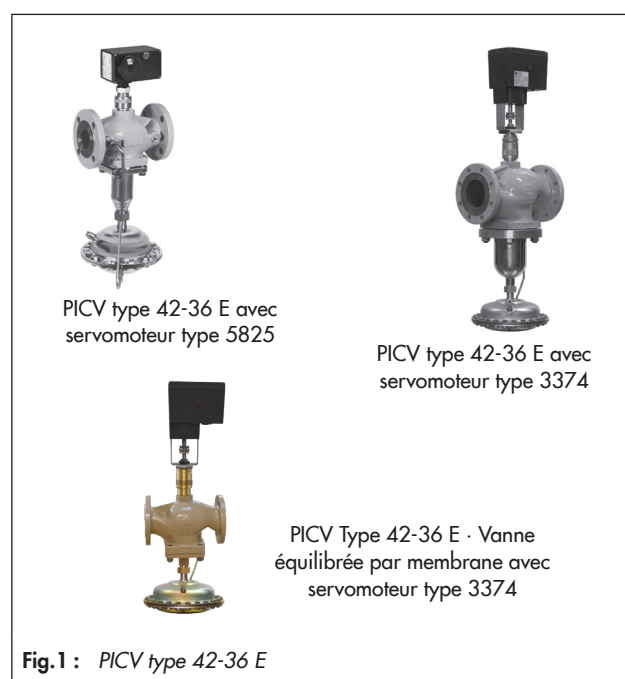 PICV type 42-36 E avec
servomoteur type 5825
PICV type 42-36 E avec
servomoteur type 3374
PICV Type 42-36 E · Vanne
équilibrée par membrane avec
servomoteur type 3374
Fig.1 : PICV type 42-36 E